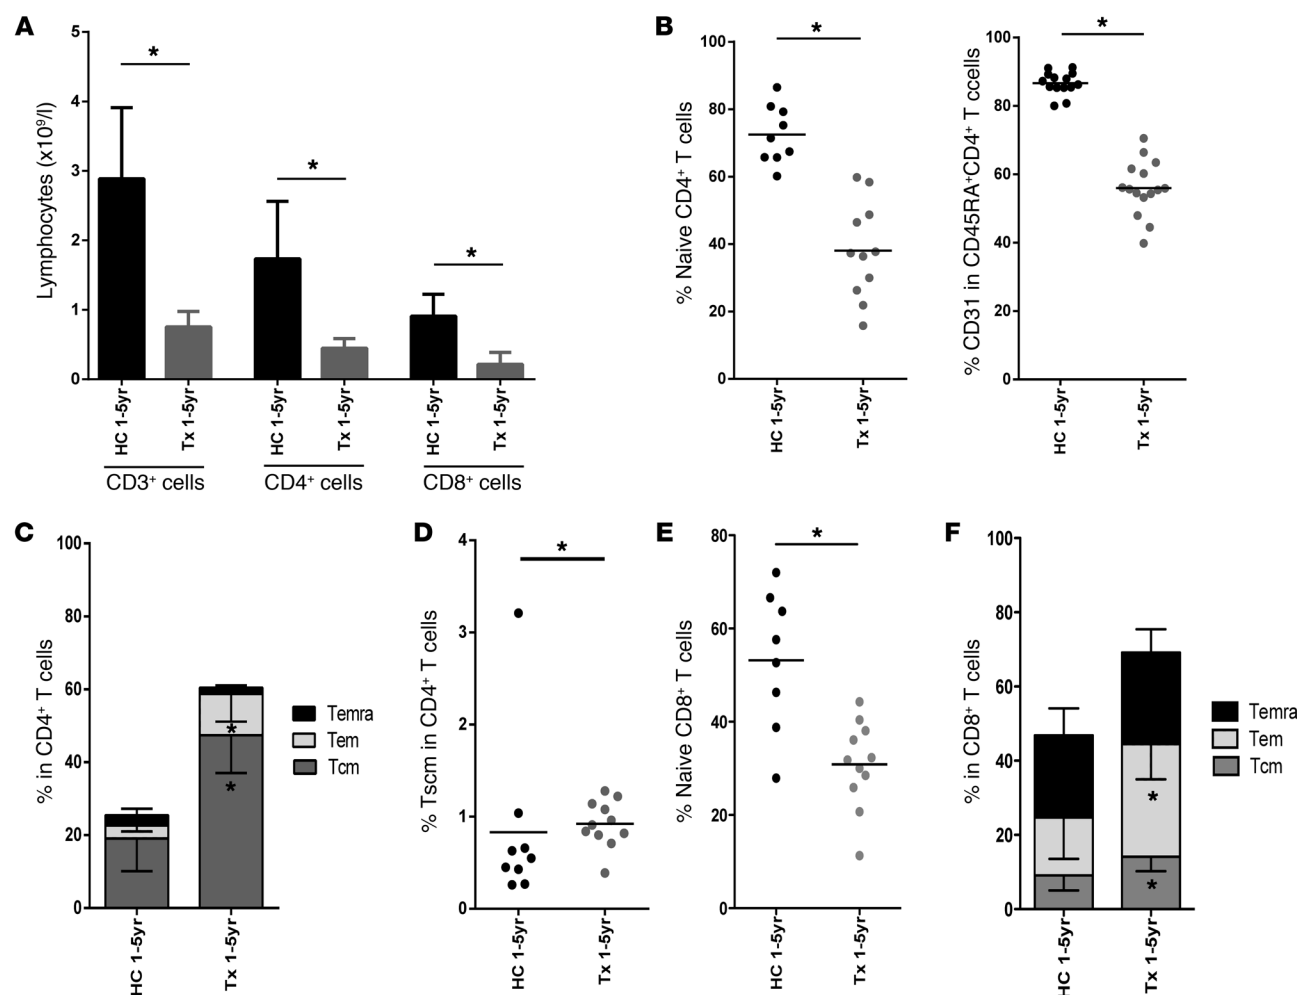 A
Lymphocytes (x10⁹/l)
5
4
3
2
1
0
*
*
*
HC 1-5yr
Tx 1-5yr
HC 1-5yr
Tx 1-5yr
HC 1-5yr
Tx 1-5yr
CD3⁺ cells
CD4⁺ cells
CD8⁺ cells
B
% Naive CD4⁺ T cells
100
80
60
40
20
0
*
HC 1-5yr
Tx 1-5yr
% CD31 in CD45RA⁺CD4⁺ T ccells
100
80
60
40
20
0
*
HC 1-5yr
Tx 1-5yr
C
% in CD4⁺ T cells
100
80
60
40
20
0
*
*
HC 1-5yr
Tx 1-5yr
Temra
Tem
Tcm
D
% Tscm in CD4⁺ T cells
4
3
2
1
0
*
HC 1-5yr
Tx 1-5yr
E
% Naive CD8⁺ T cells
80
60
40
20
0
*
HC 1-5yr
Tx 1-5yr
F
% in CD8⁺ T cells
100
80
60
40
20
0
*
*
HC 1-5yr
Tx 1-5yr
Temra
Tem
Tcm